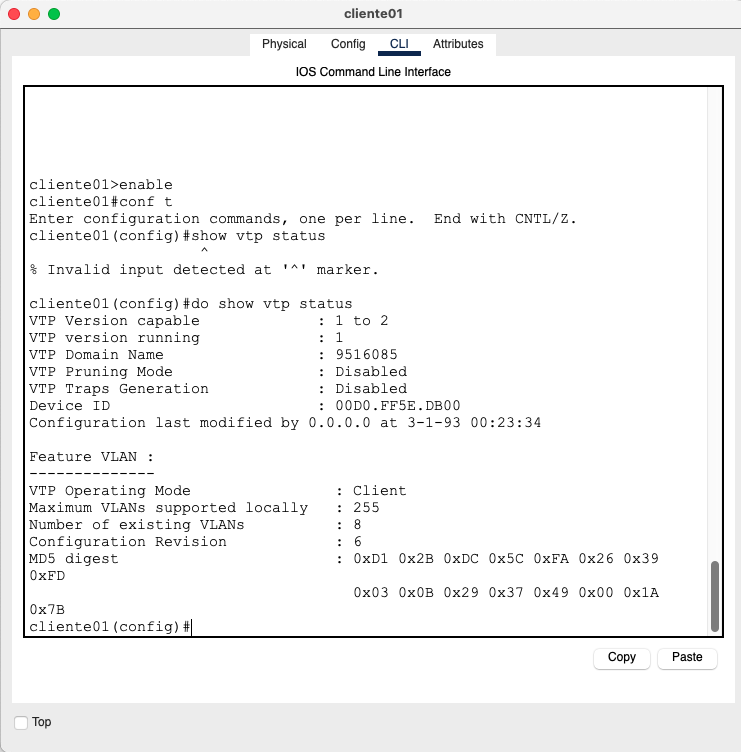 cliente01
Physical Config CLI Attributes
IOS Command Line Interface
cliente01>enable
cliente01#conf t
Enter configuration commands, one per line.  End with CNTL/Z.
cliente01(config)#show vtp status
^
% Invalid input detected at '^' marker.
cliente01(config)#do show vtp status
VTP Version capable             : 1 to 2
VTP version running             : 1
VTP Domain Name                 : 9516085
VTP Pruning Mode                : Disabled
VTP Traps Generation            : Disabled
Device ID                       : 00D0.FF5E.DB00
Configuration last modified by 0.0.0.0 at 3-1-93 00:23:34
Feature VLAN :
--------------
VTP Operating Mode                : Client
Maximum VLANs supported locally   : 255
Number of existing VLANs          : 8
Configuration Revision            : 6
MD5 digest                        : 0xD1 0x2B 0xDC 0x5C 0xFA 0x26 0x39
0xFD
0x03 0x0B 0x29 0x37 0x49 0x00 0x1A
0x7B
cliente01(config)#
Copy Paste
Top